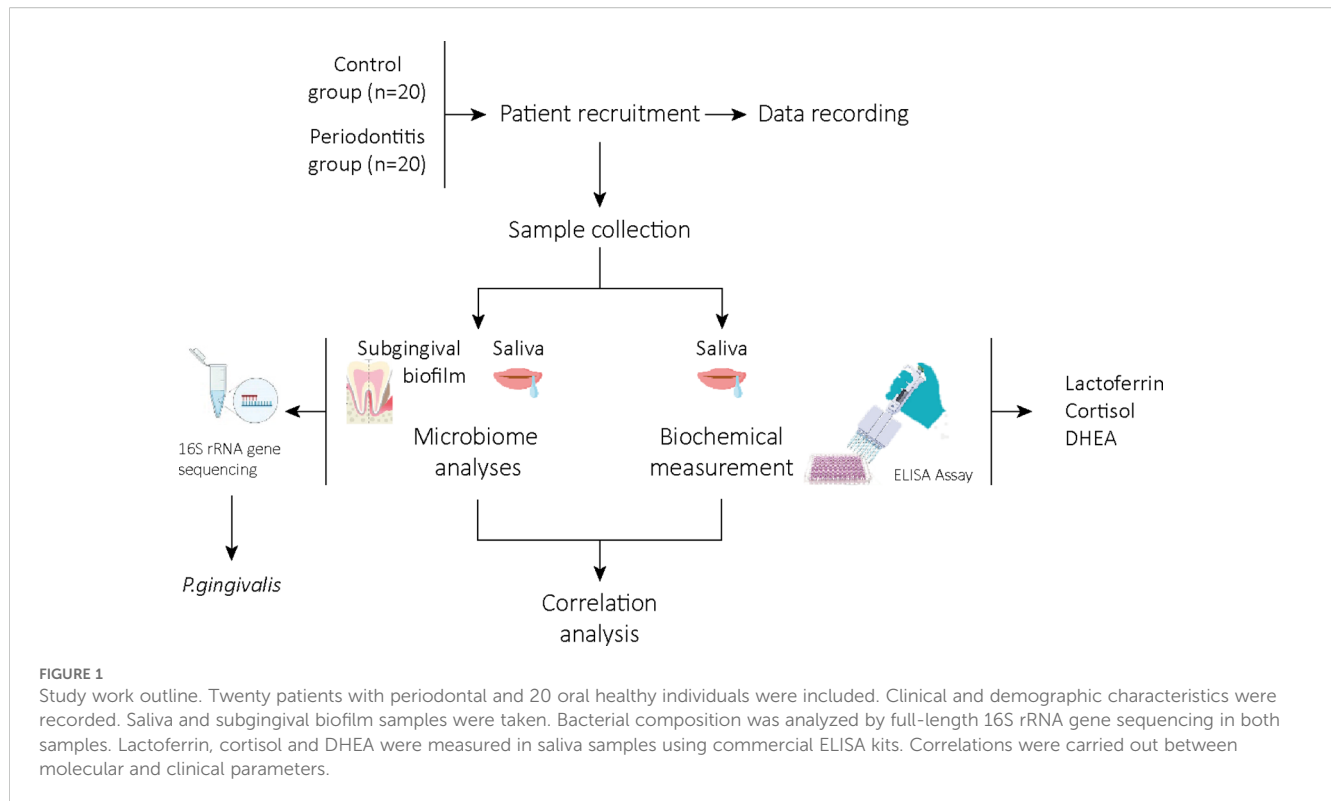 Control
group (n=20)
Periodontitis
group (n=20)
Patient recruitment
Data recording
Sample collection
Subgingival
biofilm
Saliva
Saliva
Microbiome
analyses
Biochemical
measurement
16S rRNA gene
sequencing
ELISA Assay
Lactoferrin
Cortisol
DHEA
P.gingivalis
Correlation
analysis
FIGURE 1
Study work outline. Twenty patients with periodontal and 20 oral healthy individuals were included. Clinical and demographic characteristics were
recorded. Saliva and subgingival biofilm samples were taken. Bacterial composition was analyzed by full-length 16S rRNA gene sequencing in both
samples. Lactoferrin, cortisol and DHEA were measured in saliva samples using commercial ELISA kits. Correlations were carried out between
molecular and clinical parameters.